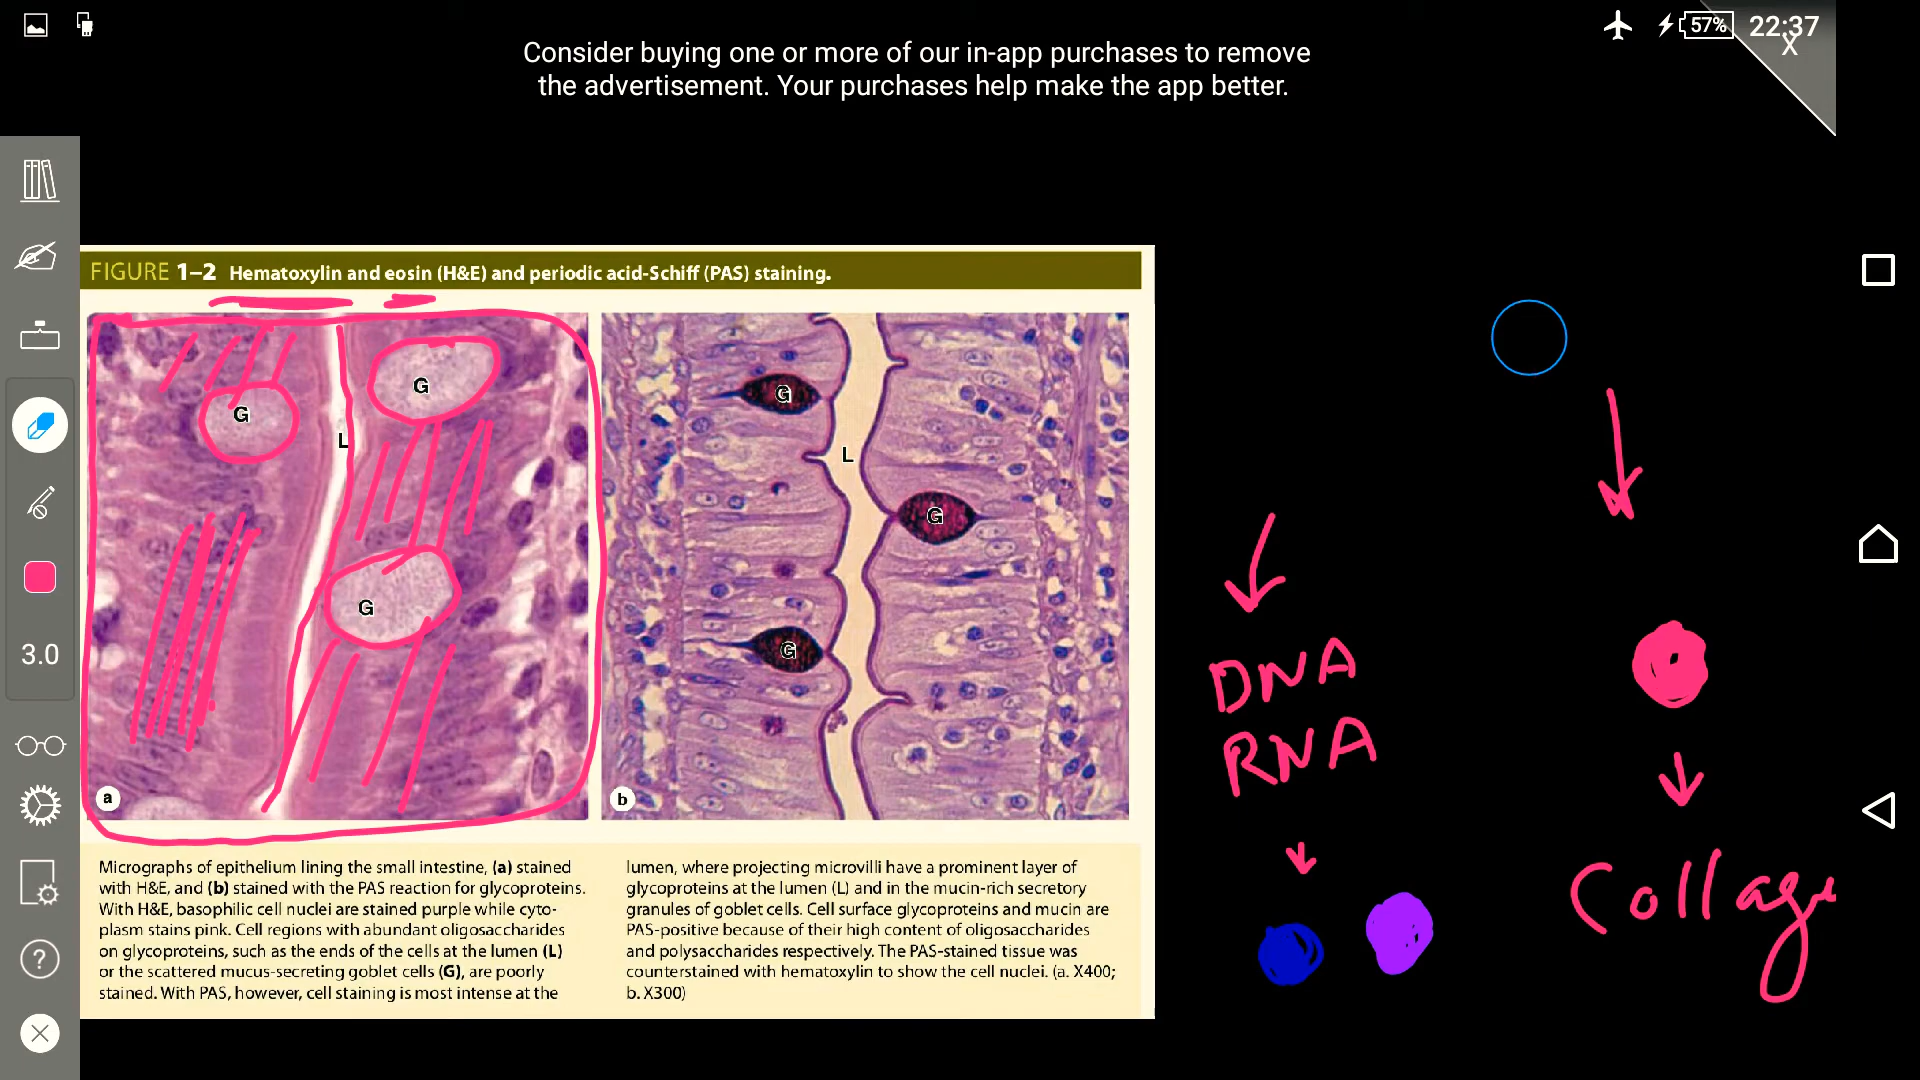 57% 22:37
X
Consider buying one or more of our in-app purchases to remove
the advertisement. Your purchases help make the app better.
3.0
?
FIGURE 1–2 Hematoxylin and eosin (H&E) and periodic acid-Schiff (PAS) staining.
G
G
L
G
a
G
L
G
G
b
Micrographs of epithelium lining the small intestine, (a) stained
with H&E, and (b) stained with the PAS reaction for glycoproteins.
With H&E, basophilic cell nuclei are stained purple while cyto-
plasm stains pink. Cell regions with abundant oligosaccharides
on glycoproteins, such as the ends of the cells at the lumen (L)
or the scattered mucus-secreting goblet cells (G), are poorly
stained. With PAS, however, cell staining is most intense at the
lumen, where projecting microvilli have a prominent layer of
glycoproteins at the lumen (L) and in the mucin-rich secretory
granules of goblet cells. Cell surface glycoproteins and mucin are
PAS-positive because of their high content of oligosaccharides
and polysaccharides respectively. The PAS-stained tissue was
counterstained with hematoxylin to show the cell nuclei. (a. X400;
b. X300)
DNA
RNA